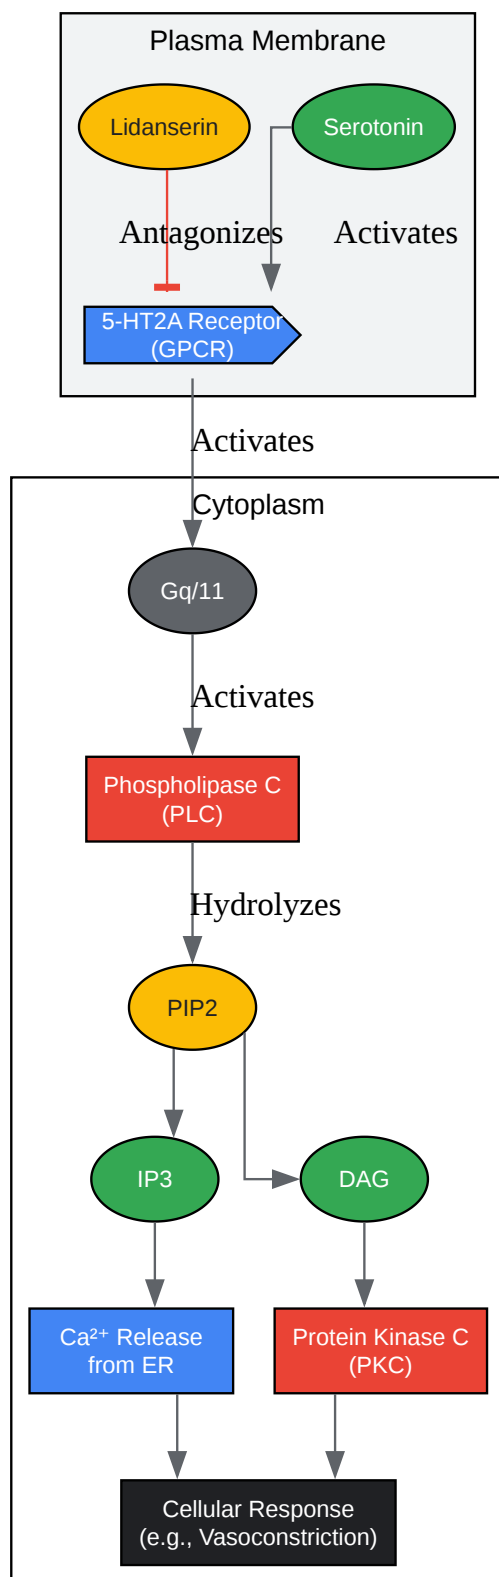 Plasma Membrane
Lidanserin
Serotonin
Antagonizes
Activates
5-HT2A Receptor
(GPCR)
Activates
Cytoplasm
Gq/11
Activates
Phospholipase C
(PLC)
Hydrolyzes
PIP2
IP3
DAG
Ca²⁺ Release
from ER
Protein Kinase C
(PKC)
Cellular Response
(e.g., Vasoconstriction)